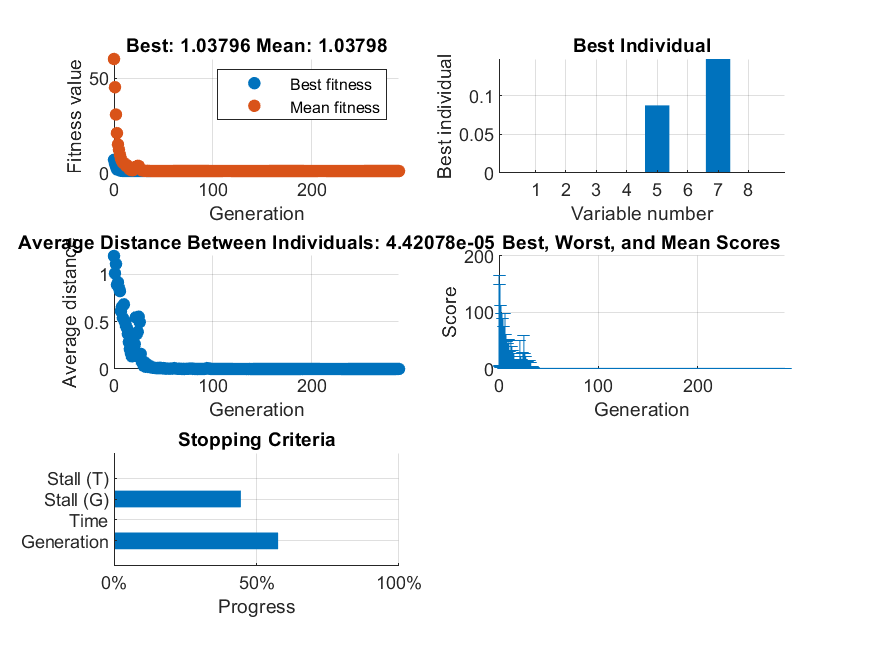 Best: 1.03796 Mean: 1.03798
Fitness value
50
0
Best fitness
Mean fitness
0 100 200
Generation
Best Individual
Best individual
0.1
0.05
0
1 2 3 4 5 6 7 8
Variable number
Average Distance Between Individuals: 4.42078e-05
Average distance
1
0.5
0
0 100 200
Generation
Best, Worst, and Mean Scores
Score
200
100
0
0 100 200
Generation
Stopping Criteria
Stall (T)
Stall (G)
Time
Generation
0% 50% 100%
Progress